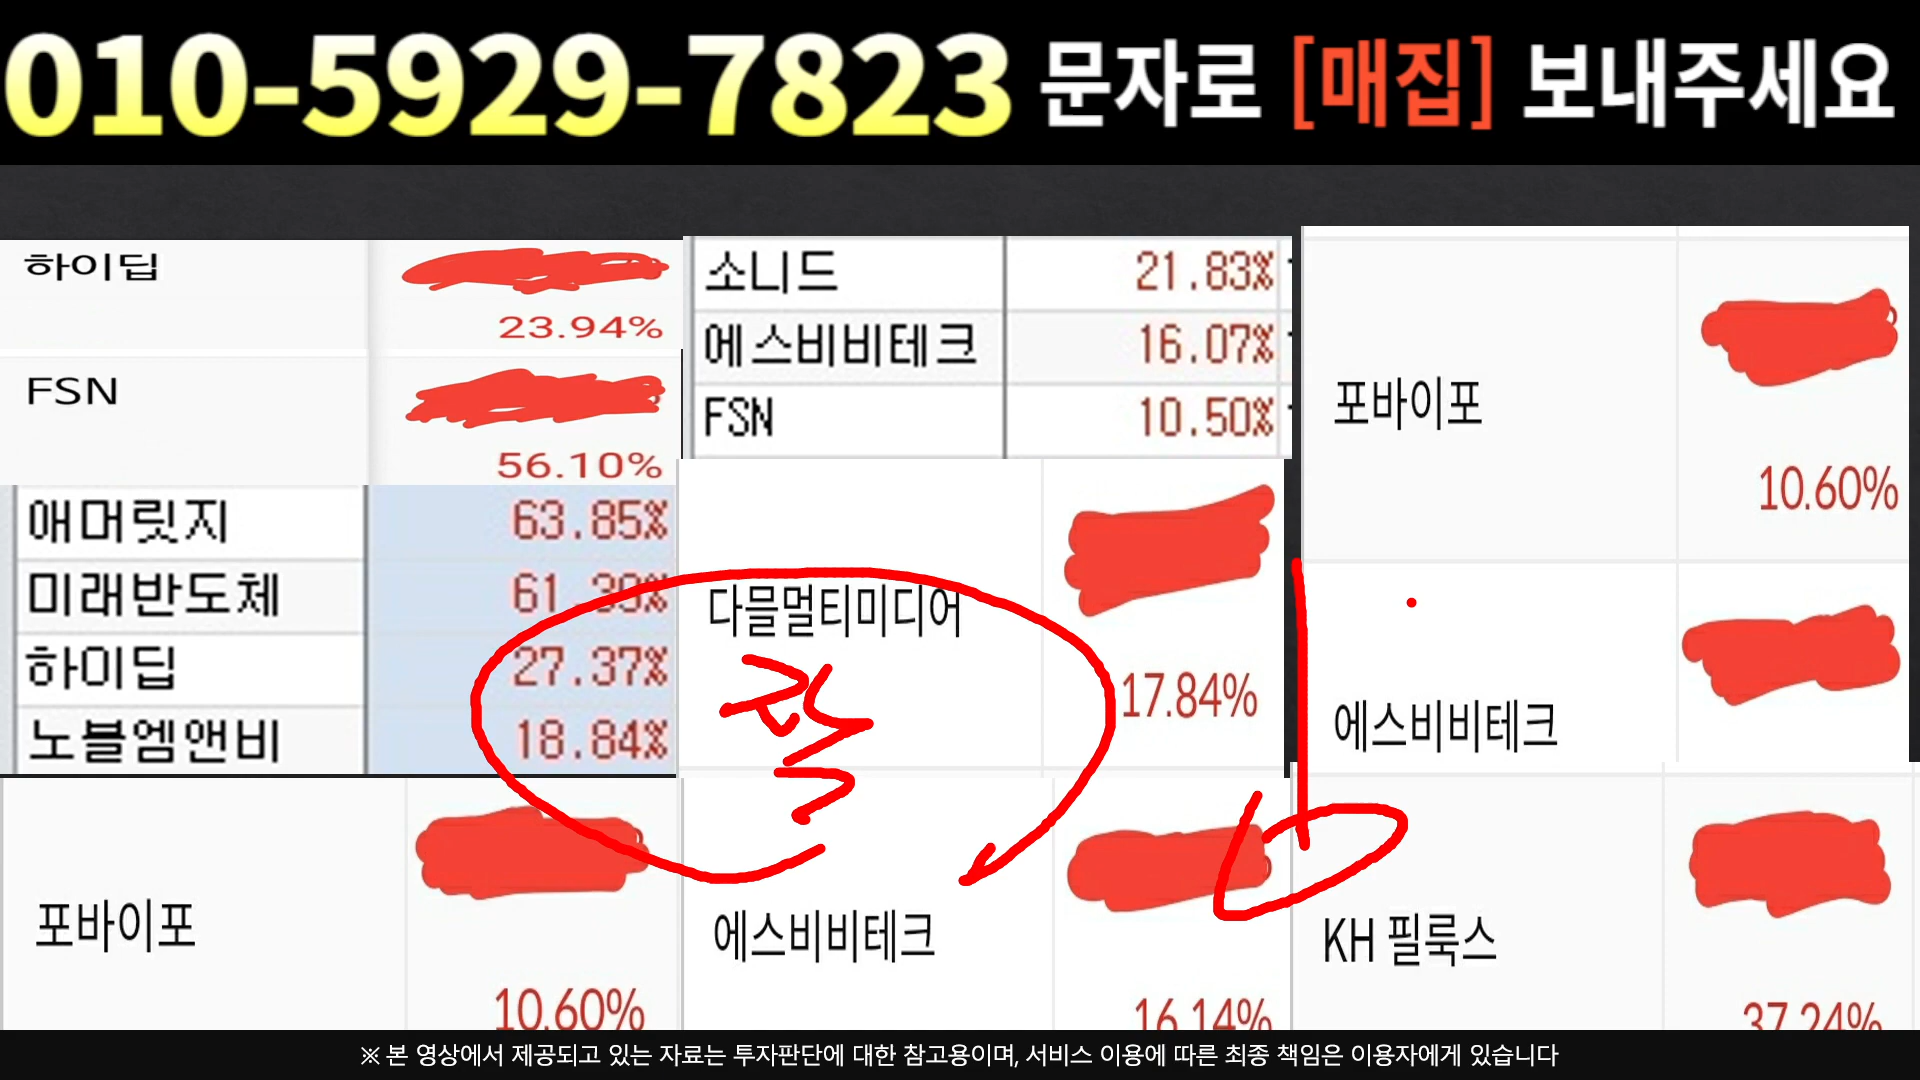 010-5929-7823 문자로 [매집] 보내주세요
하이딥
23.94%
FSN
56.10%
애머릿지 63.85%
미래반도체 61.39%
하이딥 27.37%
노블엠앤비 18.84%
소니드 21.83%
에스비비테크 16.07%
FSN 10.50%
다믈멀티미디어
17.84%
포바이포
10.60%
에스비비테크
포바이포
10.60%
에스비비테크
16.14%
KH 필룩스
37.24%
※ 본 영상에서 제공되고 있는 자료는 투자판단에 대한 참고용이며, 서비스 이용에 따른 최종 책임은 이용자에게 있습니다